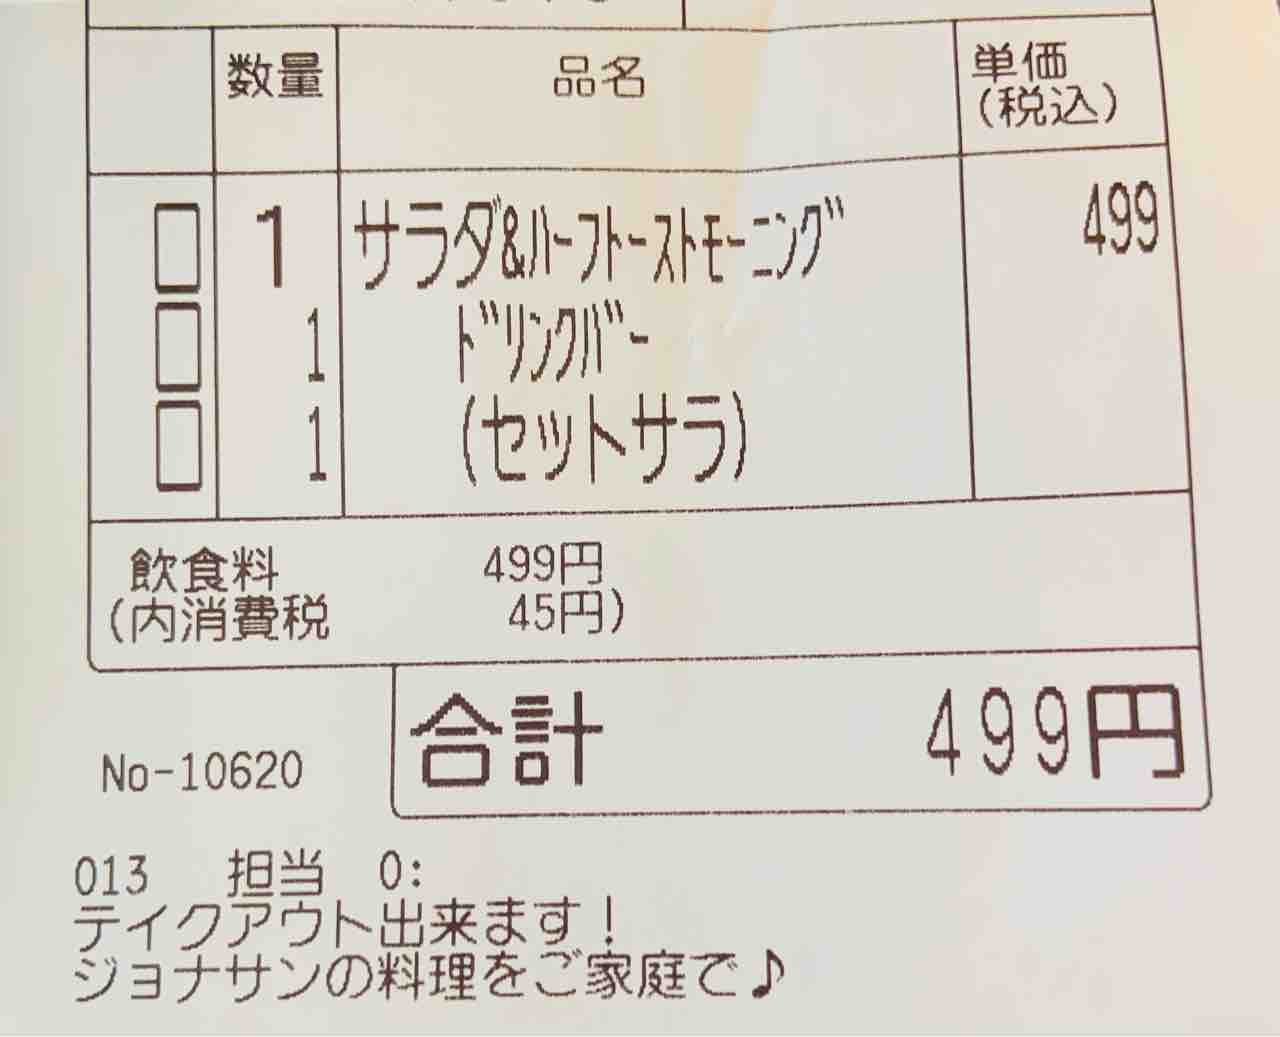 数量 品名 単価
(税込)
□ 1 サラダ&ﾊｰﾌﾄｰｽﾄﾓｰﾆﾝｸﾞ 499
□ 1 ﾄﾞﾘﾝｸﾊﾞｰ
□ 1 (セットサラ)
飲食料 499円
(内消費税 45円)
合計 499円
No-10620
013 担当 0:
テイクアウト出来ます!
ジョナサンの料理をご家庭で♪